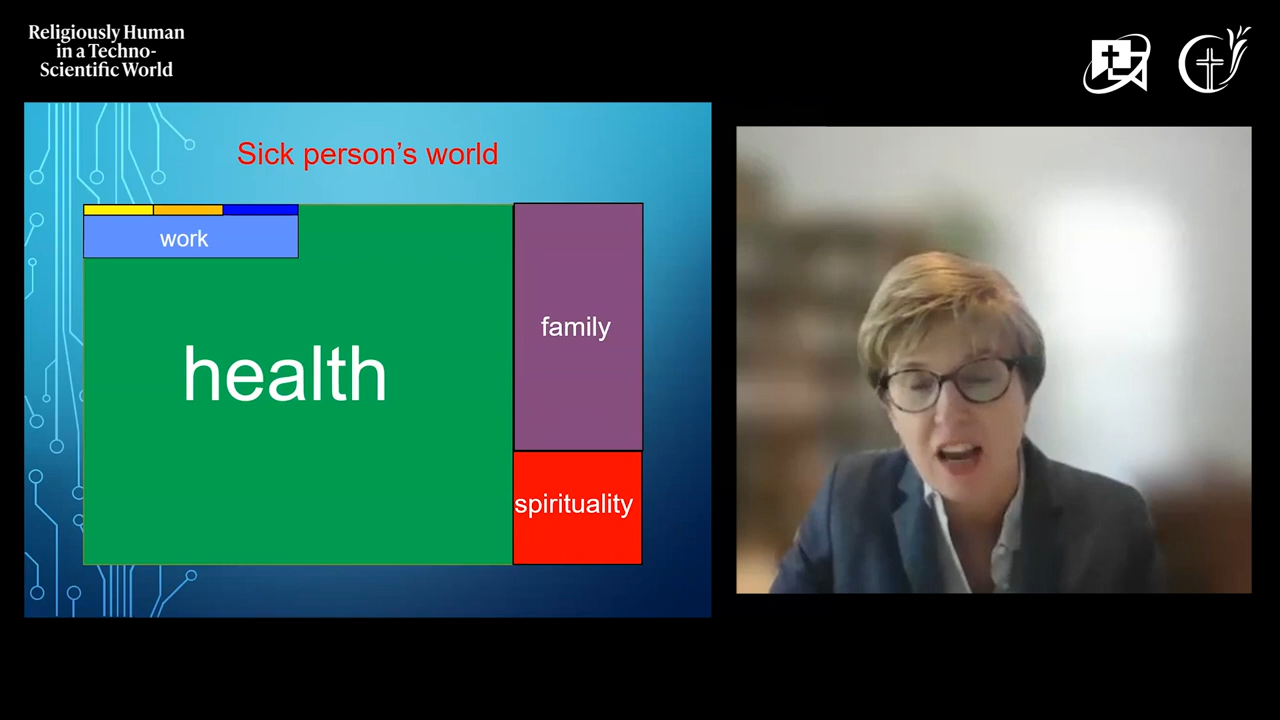 Religiously Human
in a Techno-
Scientific World
Sick person's world
work
health
family
spirituality